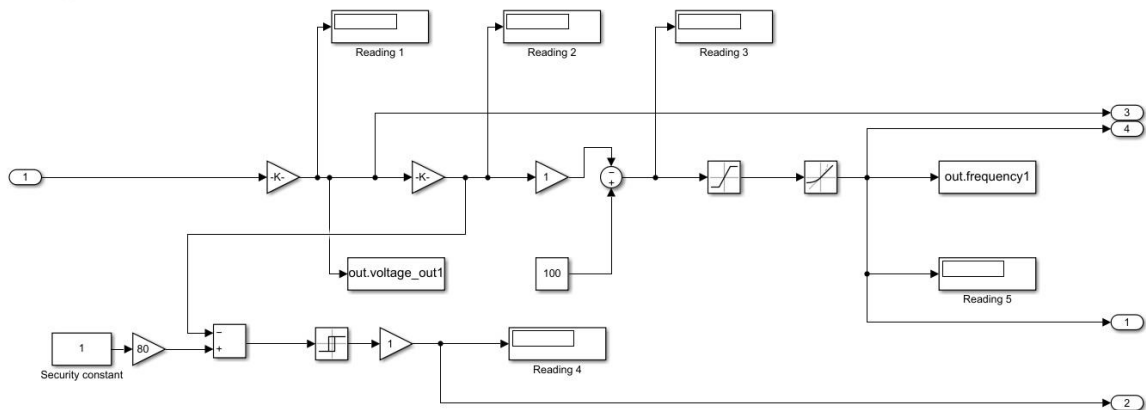 Reading 1
Reading 2
Reading 3
3
4
1
-K-
-K-
1
−
+
out.frequency1
out.voltage_out1
100
Reading 5
1
1
Security constant
80
−
+
1
Reading 4
2